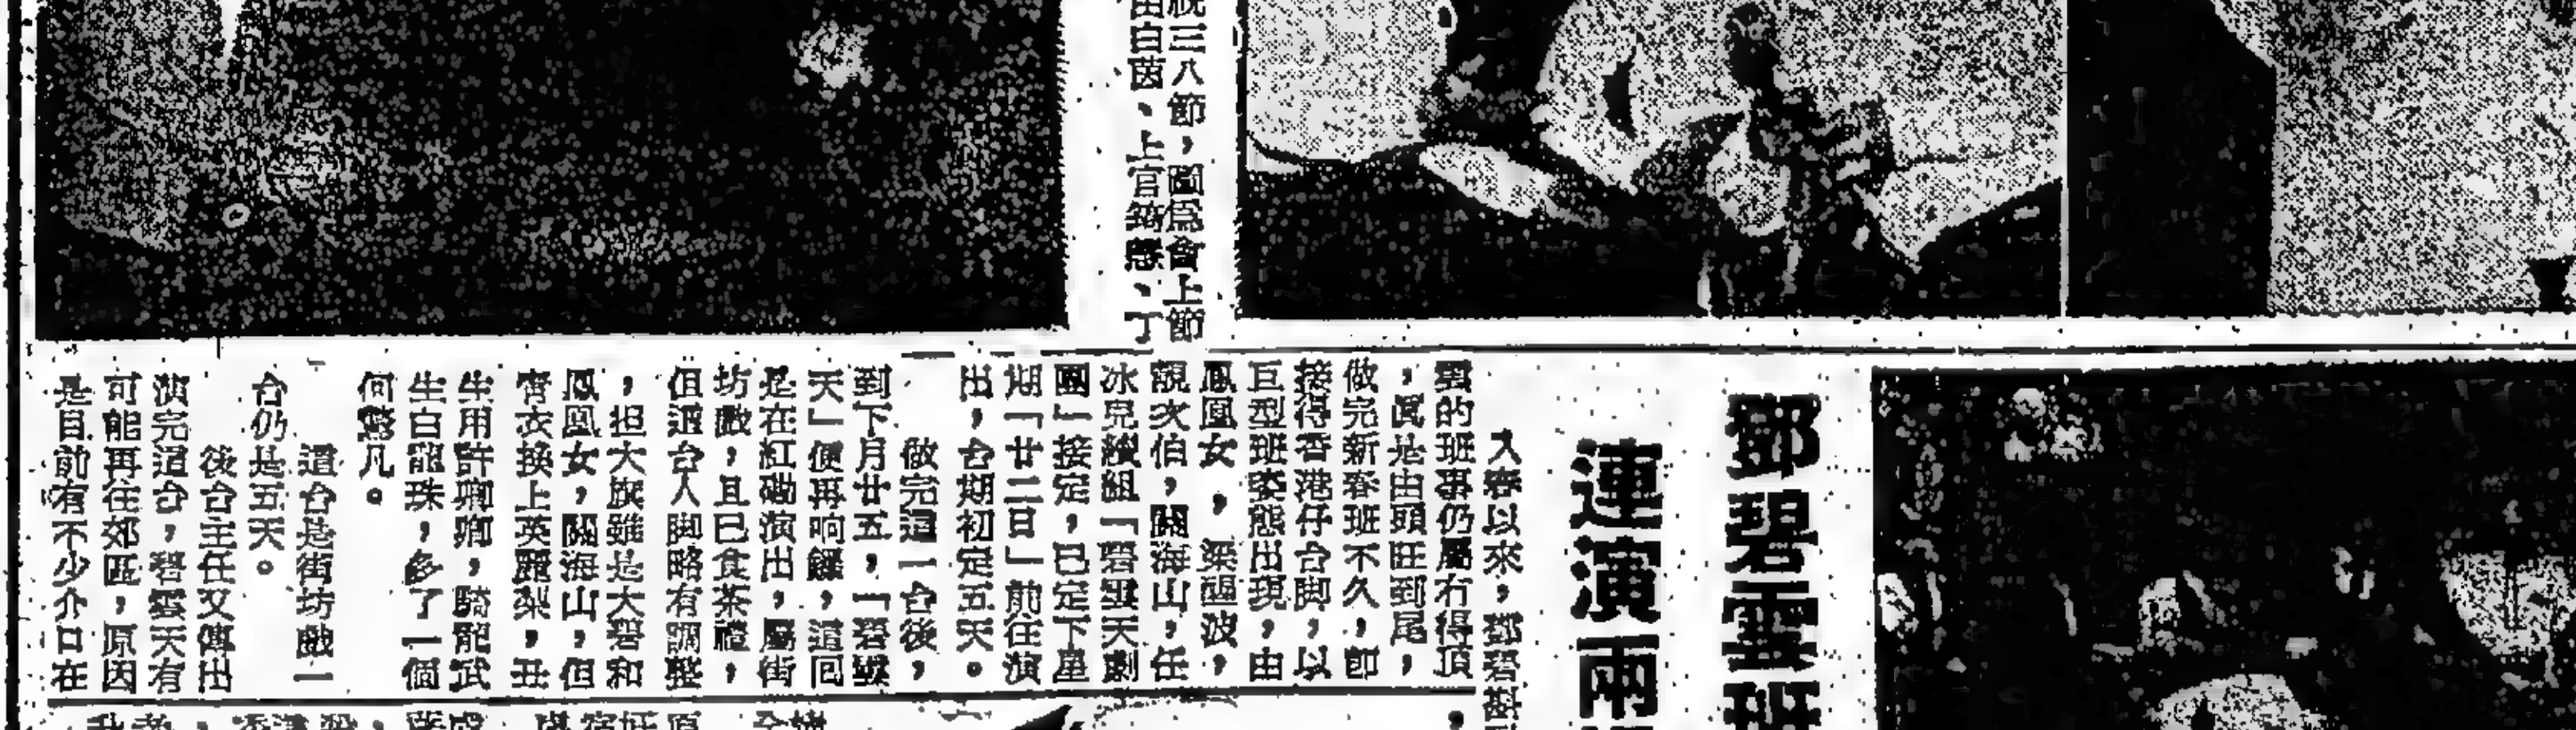 祝三八節，圖為會上節
由白茵、上官筠慧、丁
鄧碧雲班
連演兩
入春以來，鄧碧
雲的班事仍屬冇得頂
，眞是由頭旺到尾，
做完新春班不久，即
接得香港仔台脚，以
巨型班姿態出現，由
鳳凰女，梁醒波，
靚次伯，關海山，任
冰兒組「碧雲天劇
團」接定，已定下星
期「廿二日」前往演
出，台期初定五天。
做完這一台後，
到下月廿五，「碧雲
天」便再响鑼，這回
是在紅磡演出，屬街
坊戲，且已食茶禮，
但這台人脚略有調整
，担大旗雖是大碧和
鳳凰女，關海山，但
宵衣換上英麗梨，丑
生用許卿卿，騎龍武
生白龍珠，多了一個
何驚凡。
這台是街坊戲一
台仍是五天。
後台主任又傳出
演完這台，碧雲天有
可能再在郊區，原因
是目前有不少介口在